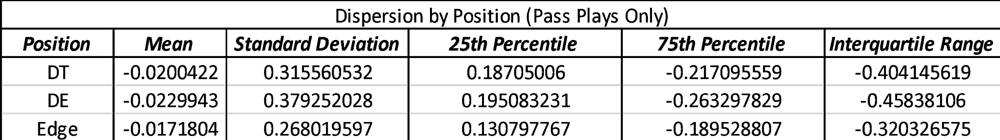 Dispersion by Position (Pass Plays Only)
Position Mean Standard Deviation 25th Percentile 75th Percentile Interquartile Range
DT -0.0200422 0.315560532 0.18705006 -0.217095559 -0.404145619
DE -0.0229943 0.379252028 0.195083231 -0.263297829 -0.45838106
Edge -0.0171804 0.268019597 0.130797767 -0.189528807 -0.320326575